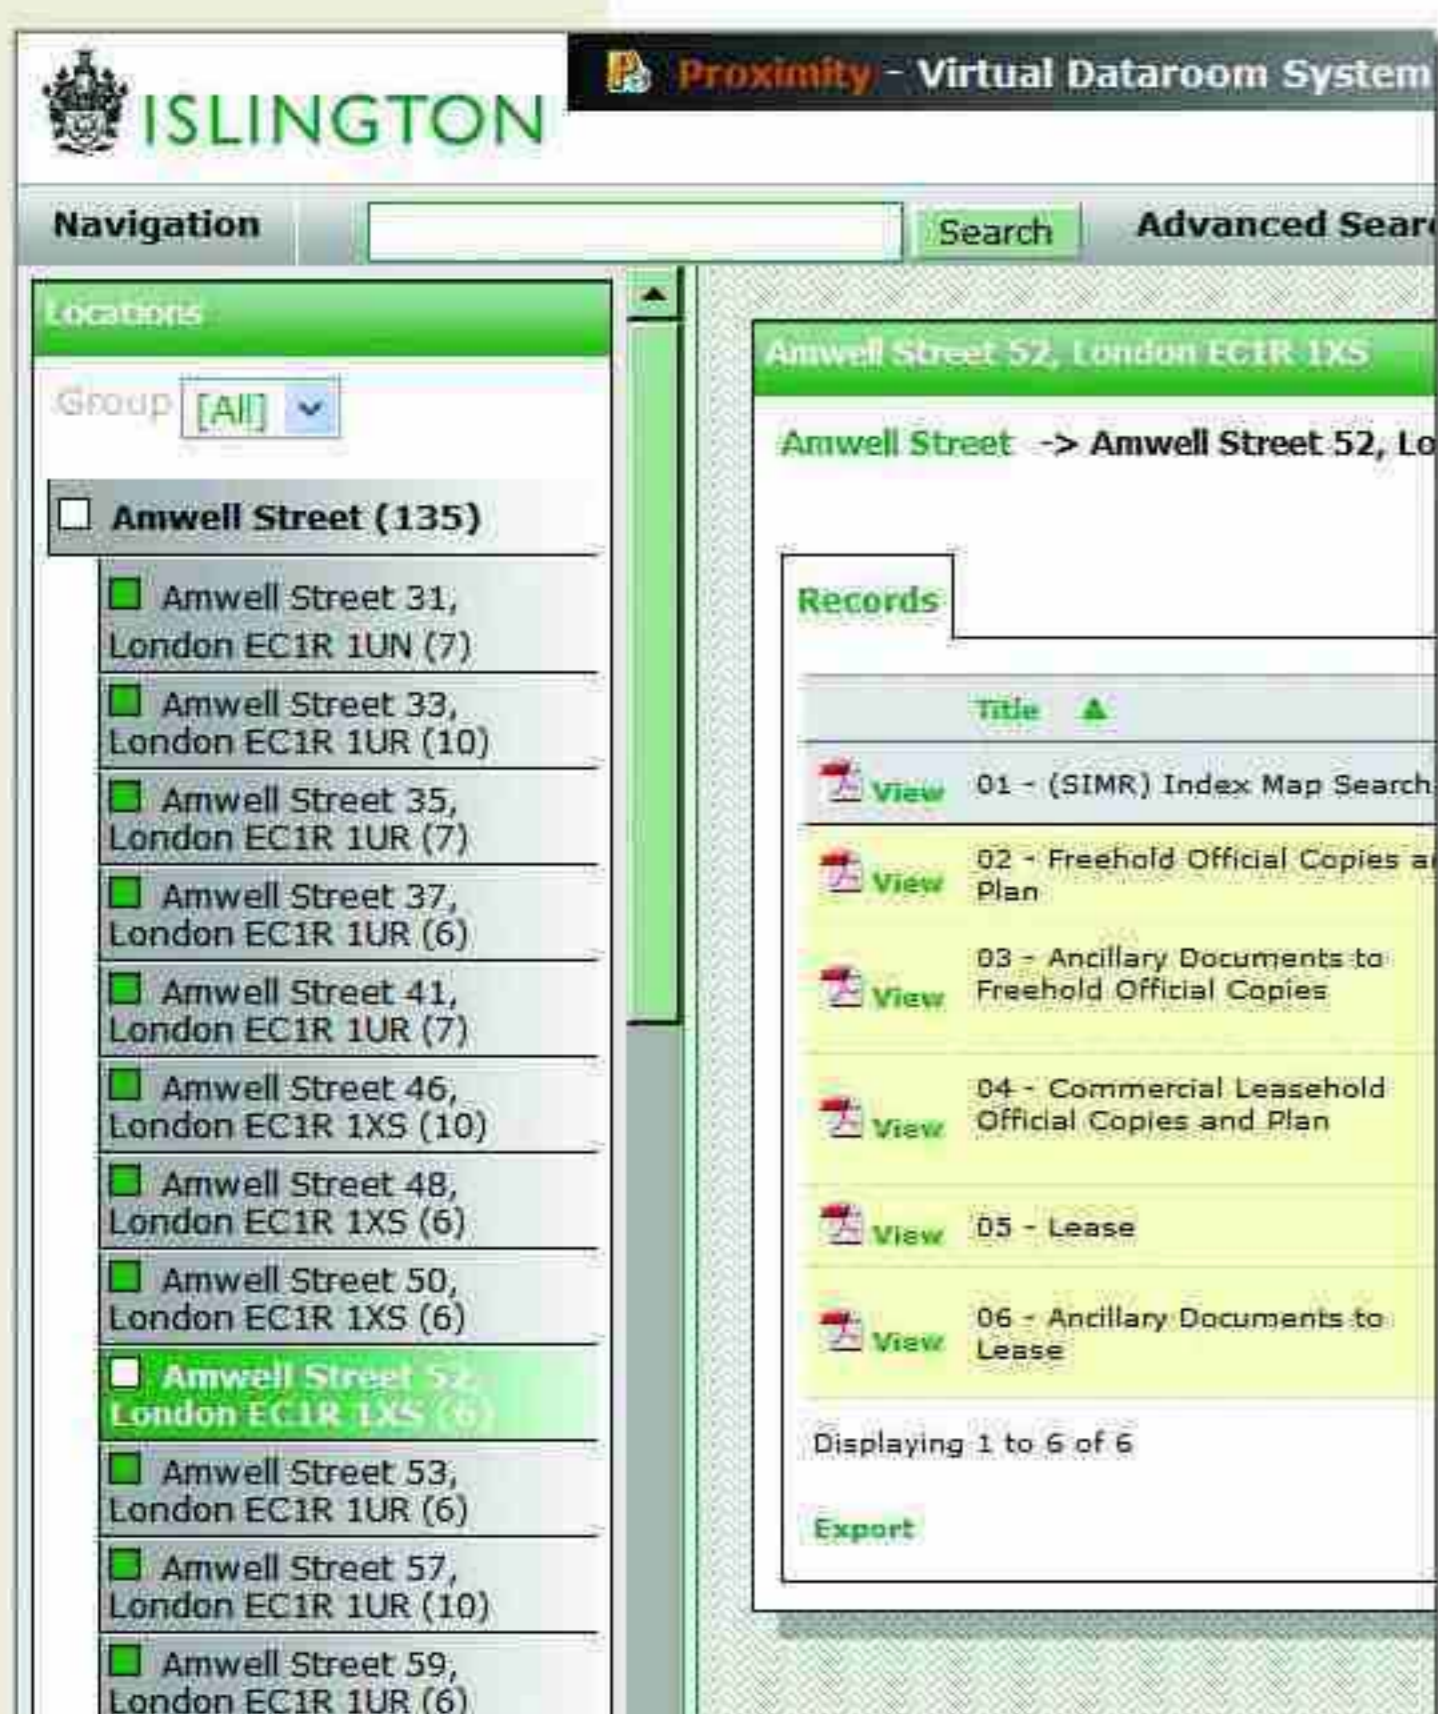 ISLINGTON
Proximity - Virtual Dataroom System
Navigation
Search
Advanced
Locations
Group [All]
Amwell Street (135)
Amwell Street 31,
London EC1R 1UN (7)
Amwell Street 33,
London EC1R 1UR (10)
Amwell Street 35,
London EC1R 1UR (7)
Amwell Street 37,
London EC1R 1UR (6)
Amwell Street 41,
London EC1R 1UR (7)
Amwell Street 46,
London EC1R 1XS (10)
Amwell Street 48,
London EC1R 1XS (6)
Amwell Street 50,
London EC1R 1XS (6)
Amwell Street 52,
London EC1R 1XS (6)
Amwell Street 53,
London EC1R 1UR (6)
Amwell Street 57,
London EC1R 1UR (10)
Amwell Street 59,
London EC1R 1UR (6)
Amwell Street 52, London EC1R 1XS
Amwell Street -> Amwell Street 52,
Records
Title
View 01 - (SIMR) Index Map Search
View 02 - Freehold Official Copies
Plan
View 03 - Ancillary Documents to
Freehold Official Copies
View 04 - Commercial Leasehold
Official Copies and Plan
View 05 - Lease
View 06 - Ancillary Documents to
Lease
Displaying 1 to 6 of 6
Export